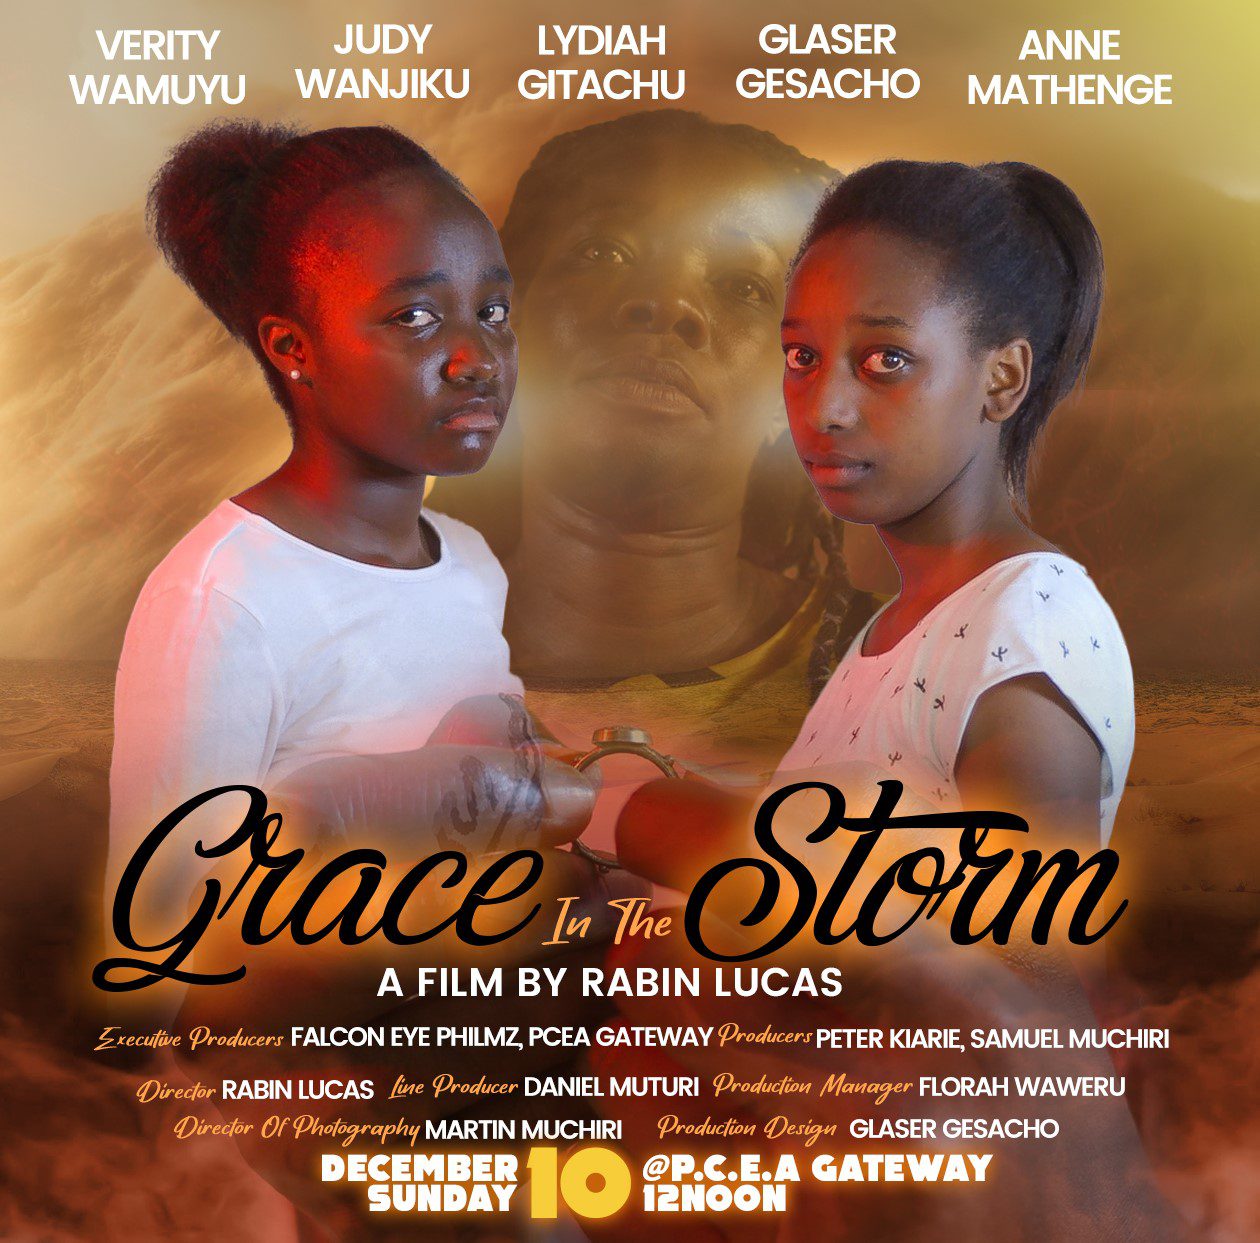 VERITY WAMUYU
JUDY WANJIKU
LYDIAH GITACHU
GLASER GESACHO
ANNE MATHENGE
Grace In The Storm
A FILM BY RABIN LUCAS
Executive Producers FALCON EYE PHILMZ, PCEA GATEWAY Producers PETER KIARIE, SAMUEL MUCHIRI
Director RABIN LUCAS Line Producer DANIEL MUTURI Production Manager FLORAH WAWERU
Director Of Photography MARTIN MUCHIRI Production Design GLASER GESACHO
DECEMBER SUNDAY 10 @P.C.E.A GATEWAY 12NOON